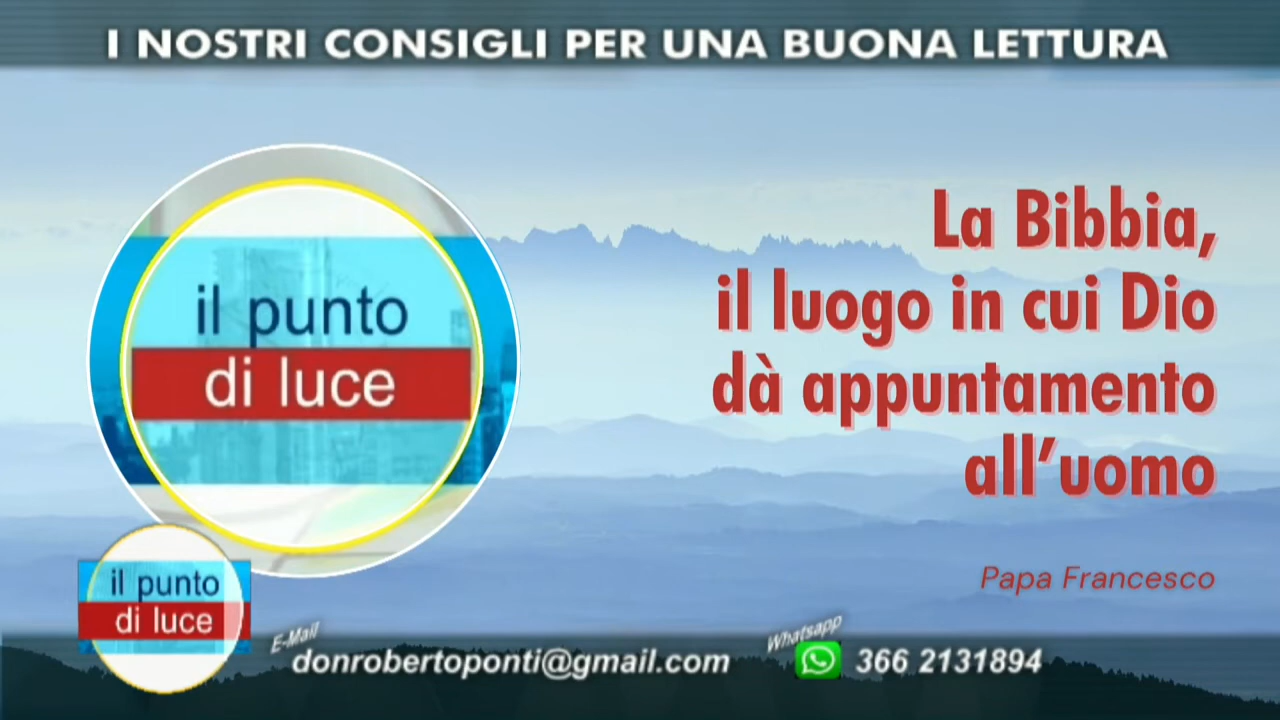 I NOSTRI CONSIGLI PER UNA BUONA LETTURA
il punto
di luce
La Bibbia,
il luogo in cui Dio
dà appuntamento
all’uomo
Papa Francesco
il punto
di luce
E-Mail
donrobertoponti@gmail.com
Whatsapp
366 2131894